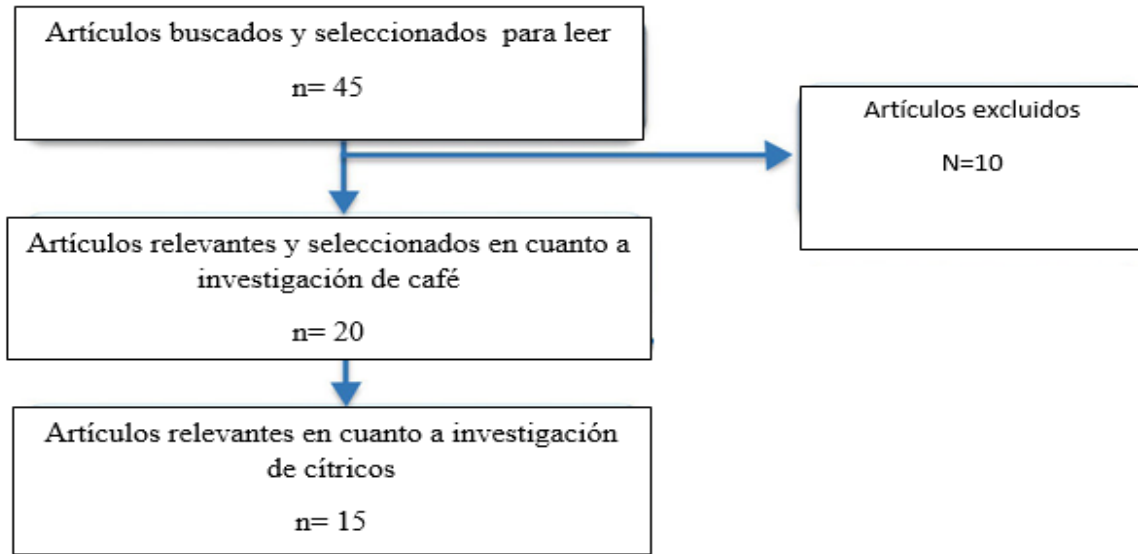 Artículos buscados y seleccionados para leer
n= 45
Artículos excluidos
N=10
Artículos relevantes y seleccionados en cuanto a
investigación de café
n= 20
Artículos relevantes en cuanto a investigación
de cítricos
n= 15